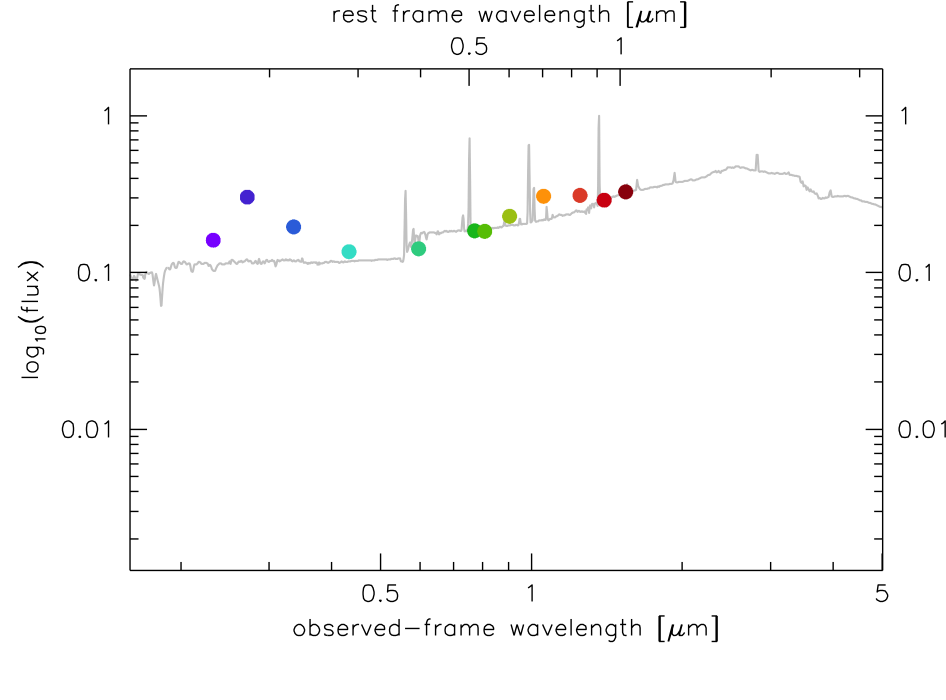 rest frame wavelength [μm]
0.5 1
1 1
0.1 0.1
0.01 0.01
log10(flux)
0.5 1 5
observed-frame wavelength [μm]